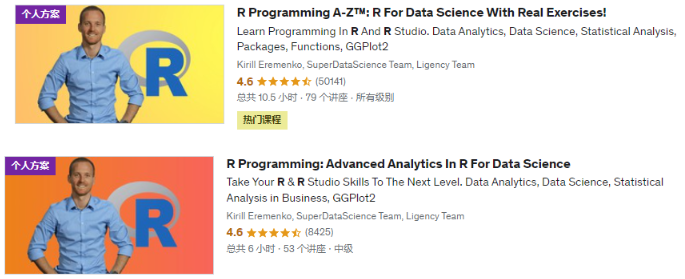 个人方案
R
R Programming A-Z™: R For Data Science With Real Exercises!
Learn Programming In R And R Studio. Data Analytics, Data Science, Statistical Analysis,
Packages, Functions, GGPlot2
Kirill Eremenko, SuperDataScience Team, Ligency Team
4.6 (50141)
总共 10.5 小时 · 79 个讲座 · 所有级别
热门课程
个人方案
R
R Programming: Advanced Analytics In R For Data Science
Take Your R & R Studio Skills To The Next Level. Data Analytics, Data Science, Statistical
Analysis in Business, GGPlot2
Kirill Eremenko, SuperDataScience Team, Ligency Team
4.6 (8425)
总共 6 小时 · 53 个讲座 · 中级